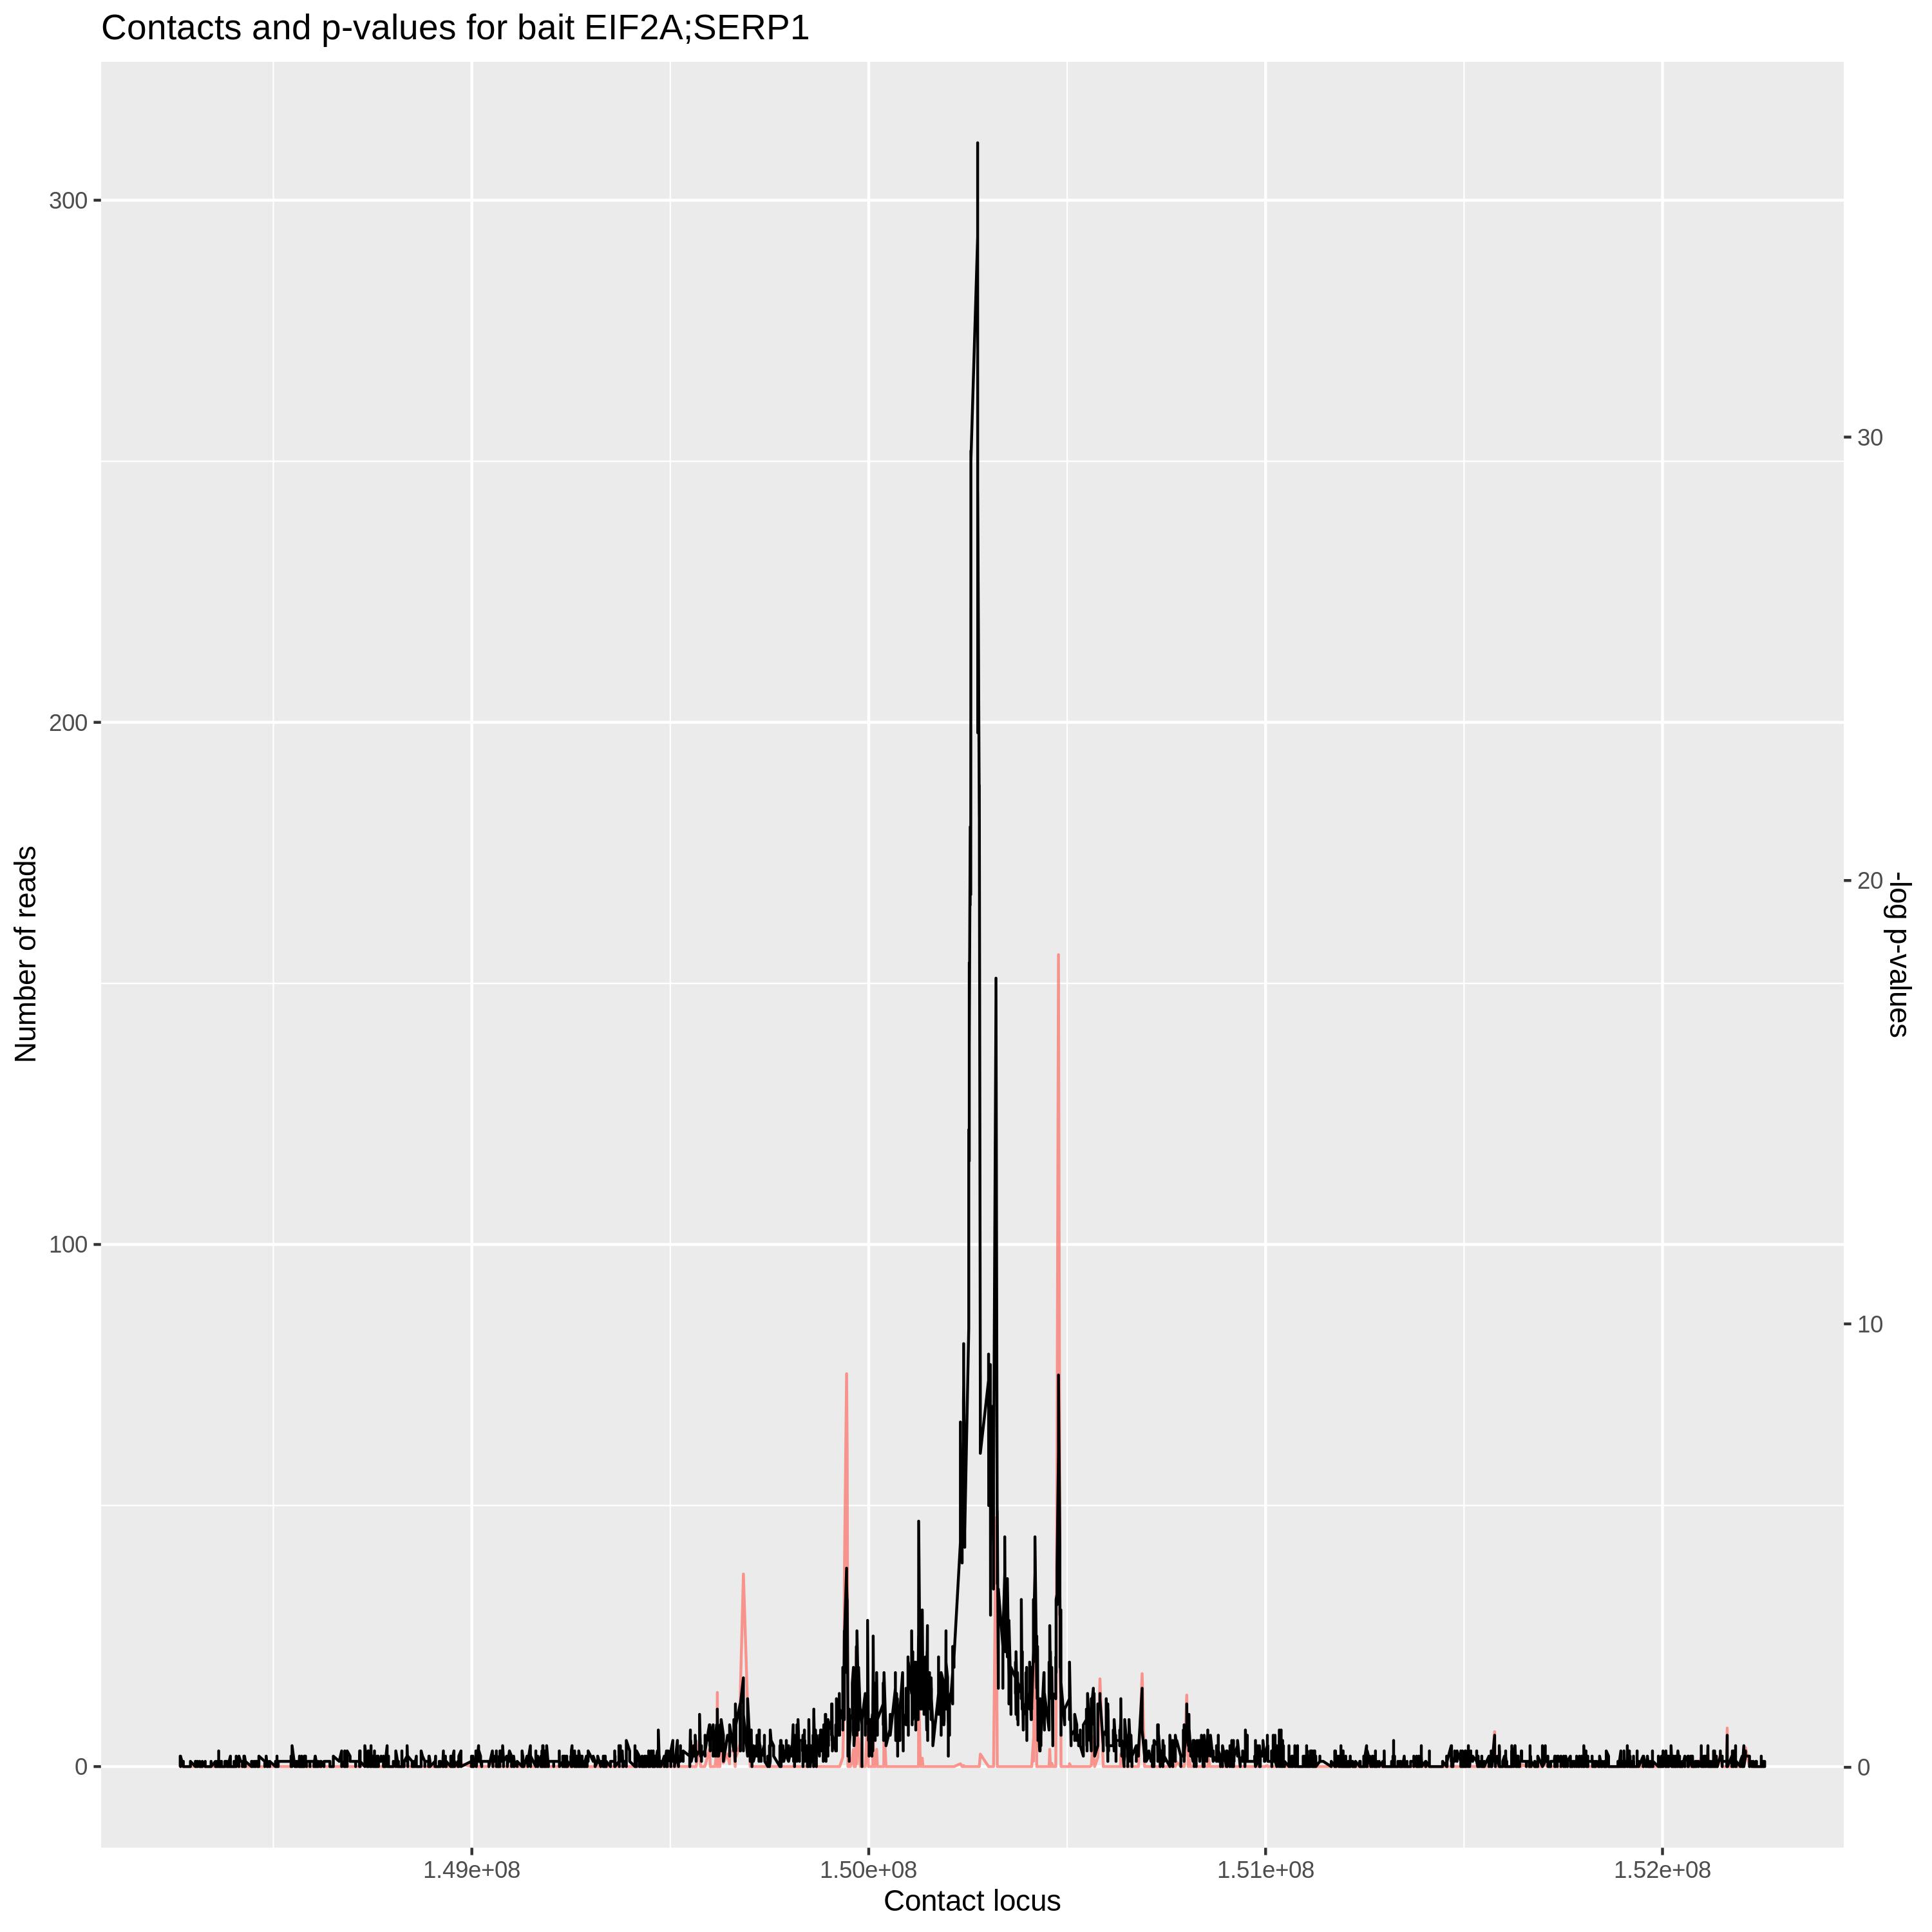 Contacts and p-values for bait EIF2A;SERP1
300
200
100
0
Number of reads
30
20
10
0
-log p-values
1.49e+08
1.50e+08
1.51e+08
1.52e+08
Contact locus